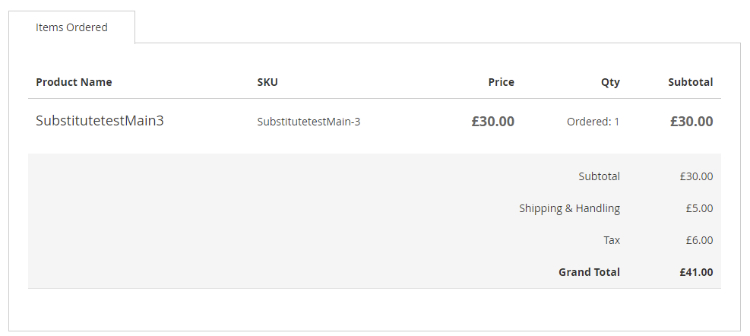 Items Ordered
Product Name SKU Price Qty Subtotal
SubstitutetestMain3 SubstitutetestMain-3 £30.00 Ordered: 1 £30.00
Subtotal £30.00
Shipping & Handling £5.00
Tax £6.00
Grand Total £41.00